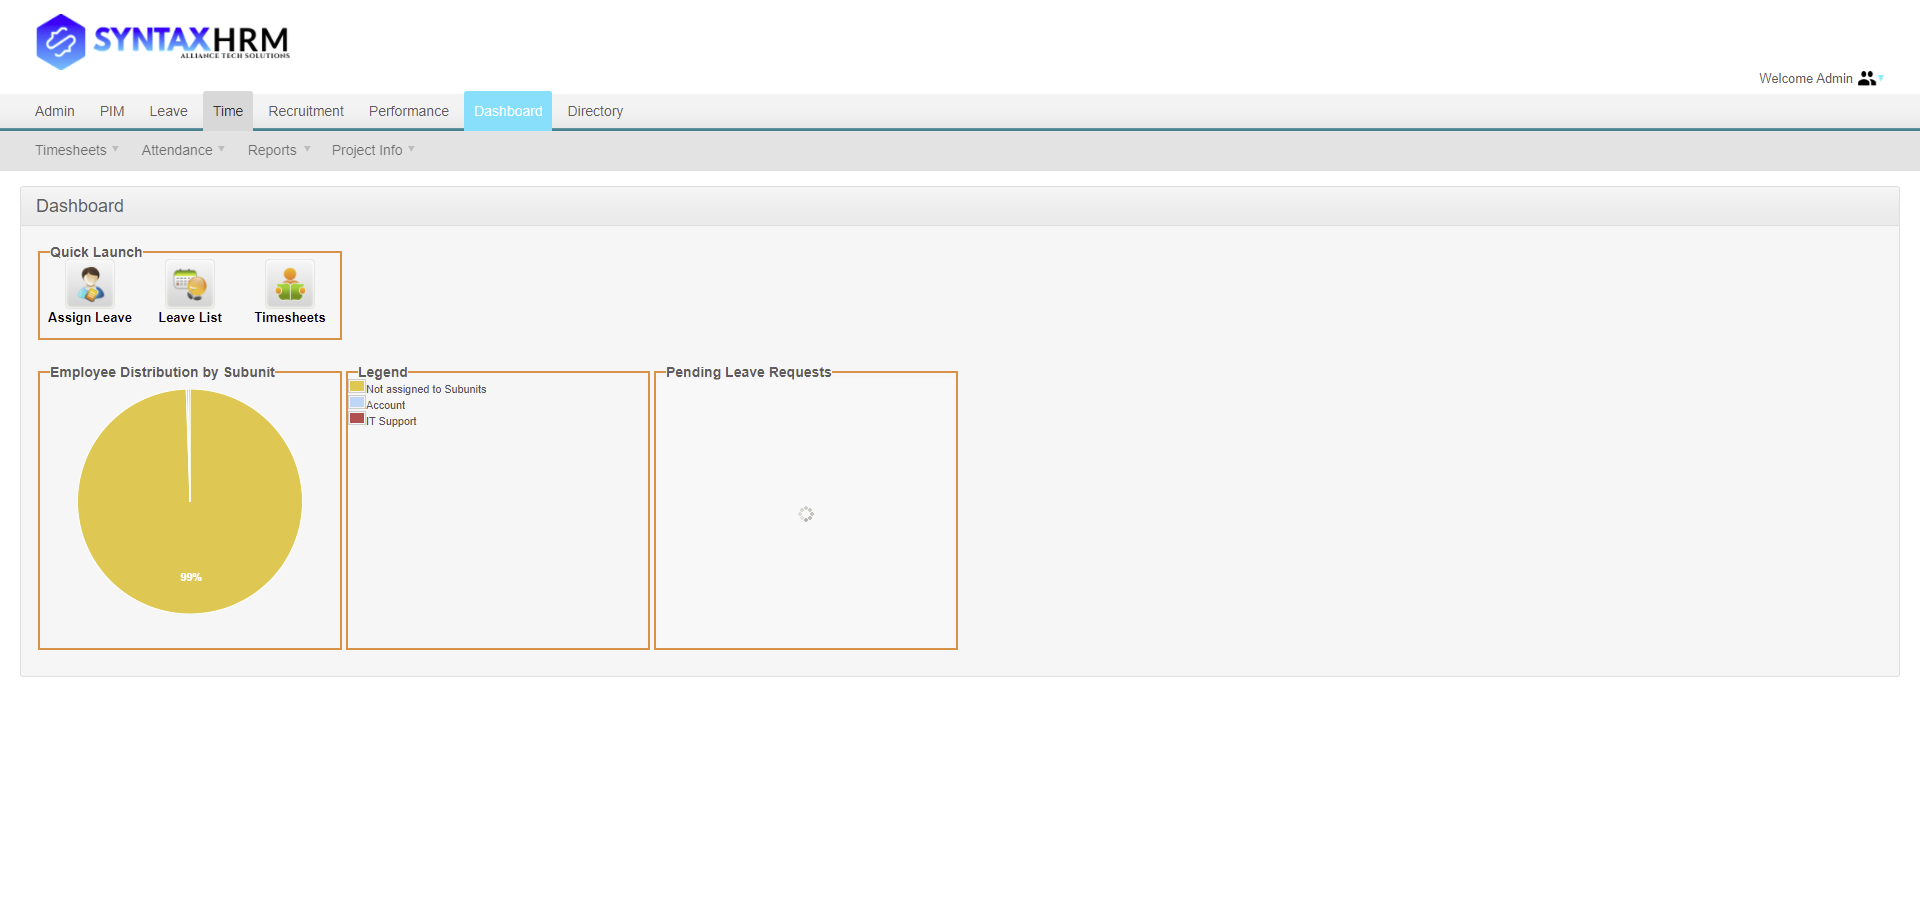 SYNTAXHRM
ALLIANCE TECH SOLUTIONS
Welcome Admin
Admin PIM Leave Time Recruitment Performance Dashboard Directory
Timesheets Attendance Reports Project Info
Dashboard
Quick Launch
Assign Leave Leave List Timesheets
Employee Distribution by Subunit
99%
Legend
Not assigned to Subunits
Account
IT Support
Pending Leave Requests